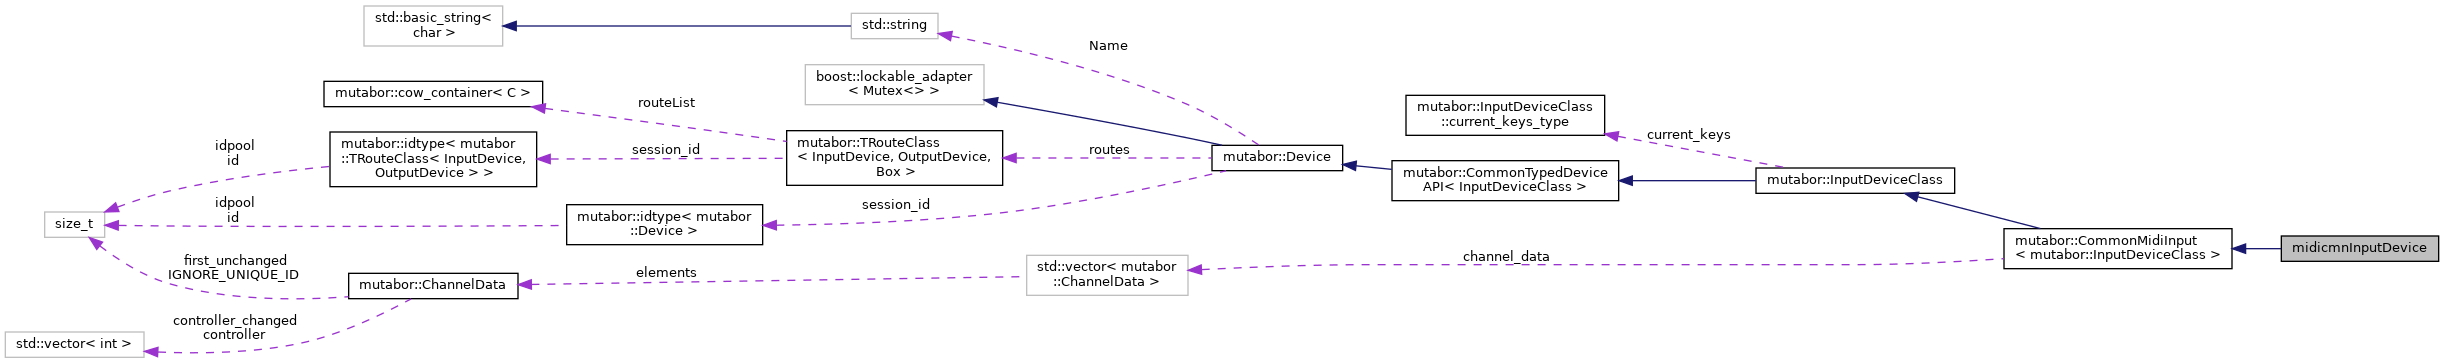 std::basic_string<
char >
std::string
Name
boost::lockable_adapter
< Mutex<> >
mutabor::cow_container< C >
routeList
mutabor::InputDeviceClass
::current_keys_type
current_keys
idpool
id
mutabor::idtype< mutabor
::TRouteClass< InputDevice,
OutputDevice > >
session_id
mutabor::TRouteClass
< InputDevice, OutputDevice,
Box >
routes
mutabor::Device
mutabor::CommonTypedDevice
API< InputDeviceClass >
mutabor::InputDeviceClass
idpool
id
size_t
mutabor::idtype< mutabor
::Device >
session_id
mutabor::CommonMidiInput
< mutabor::InputDeviceClass >
midicmnInputDevice
first_unchanged
IGNORE_UNIQUE_ID
mutabor::ChannelData
elements
std::vector< mutabor
::ChannelData >
channel_data
controller_changed
controller
std::vector< int >